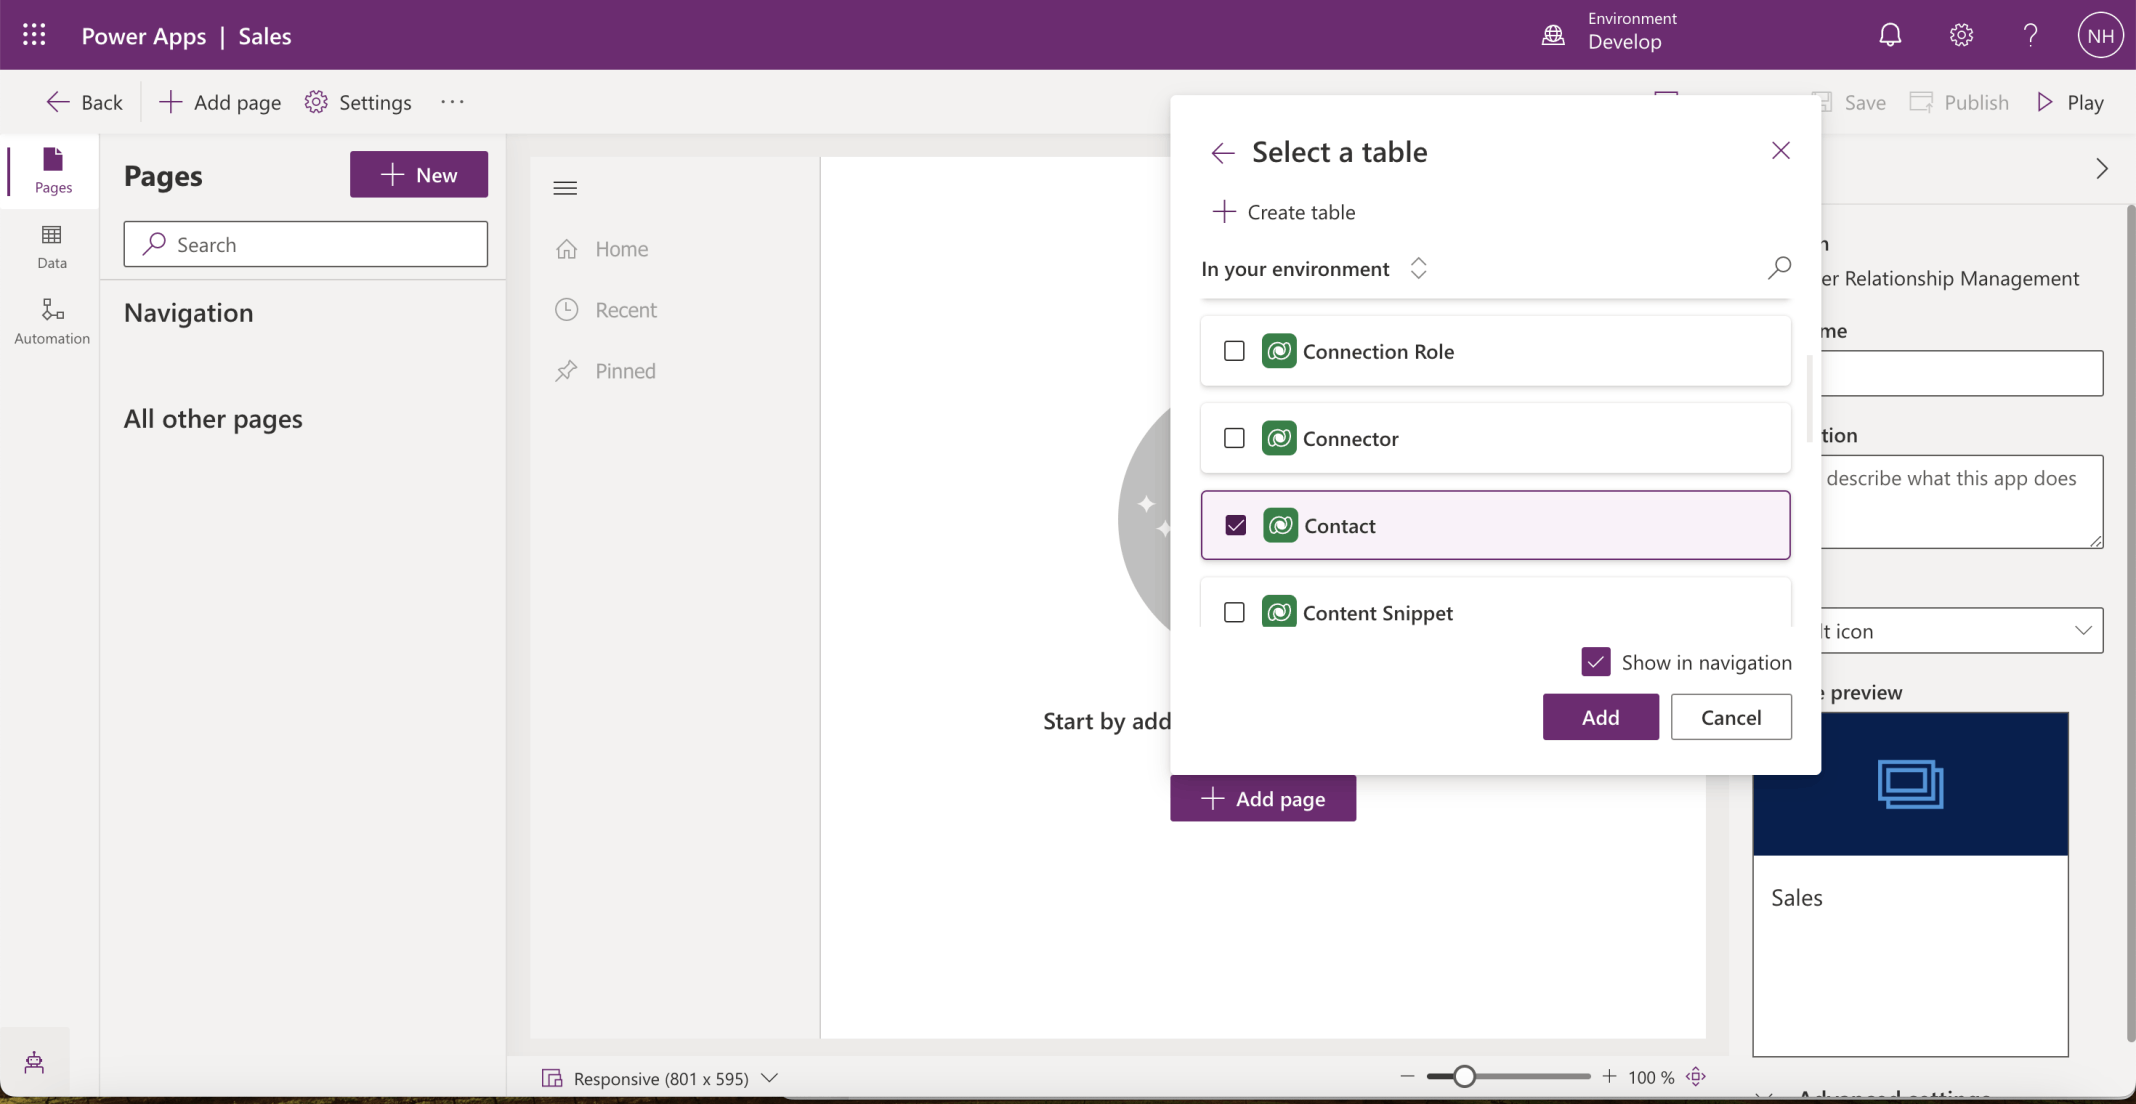 Power Apps | Sales
Environment
Develop
NH
Back
Add page
Settings
Save
Publish
Play
Pages
Data
Automation
Pages
New
Search
Navigation
All other pages
Home
Recent
Pinned
Start by add
Add page
Select a table
Create table
In your environment
Connection Role
Connector
Contact
Content Snippet
Show in navigation
Add
Cancel
er Relationship Management
me
tion
describe what this app does
lt icon
e preview
Sales
Advanced settings
Responsive (801 x 595)
100 %